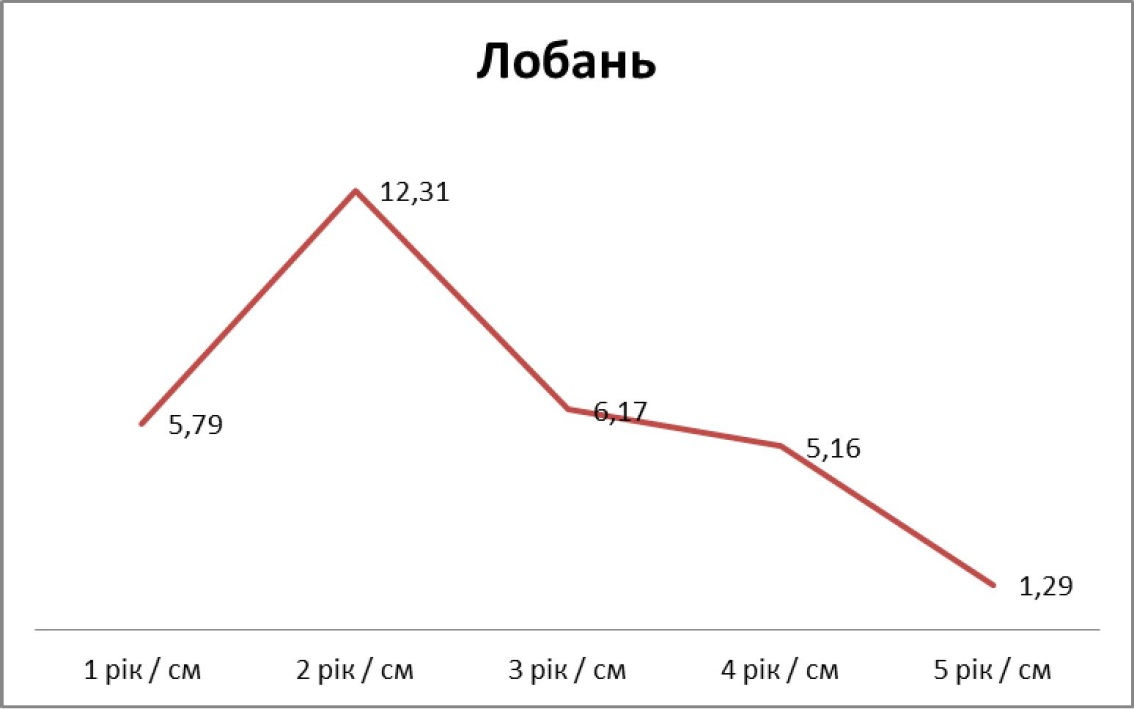 Лобань
12,31
5,79
6,17
5,16
1,29
1 рік / см 2 рік / см 3 рік / см 4 рік / см 5 рік / см